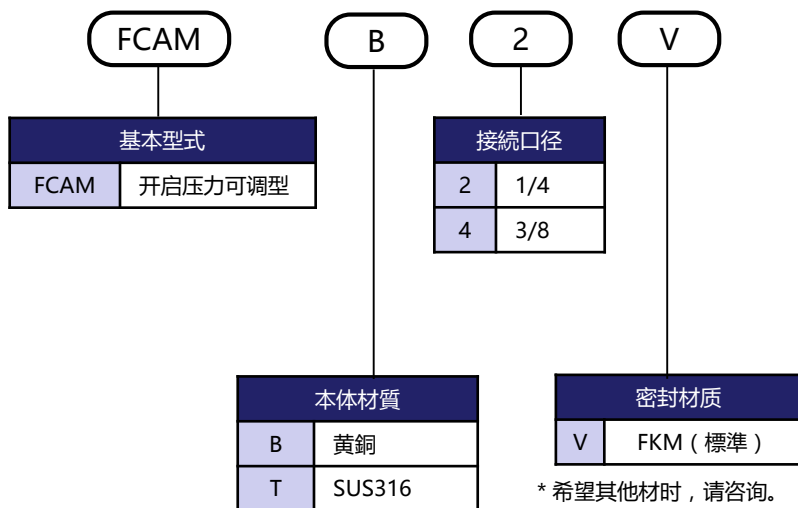 FCAM B 2 V
基本型式
FCAM 开启压力可调型
接続口径
2 1/4
4 3/8
本体材質
B 黄銅
T SUS316
密封材质
V FKM（標準）
* 希望其他材时，请咨询。